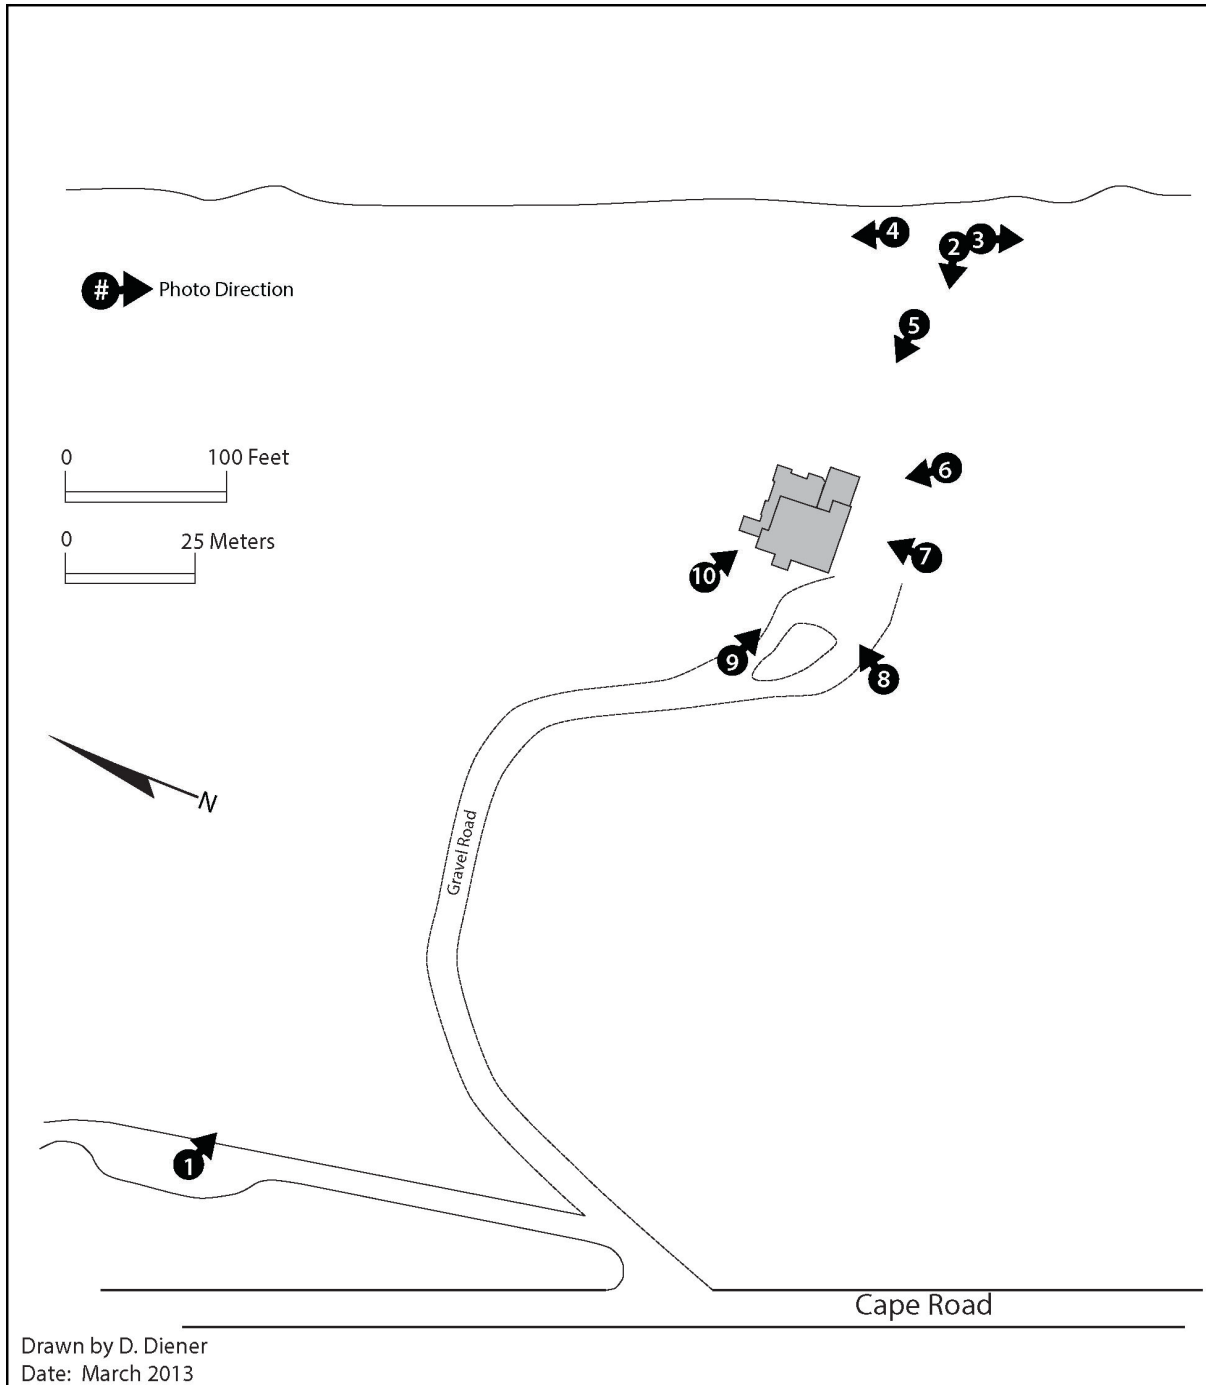 4
2
3
#
Photo Direction
5
0 100 Feet
6
0 25 Meters
7
10
9
8
N
Gravel Road
1
Cape Road
Drawn by D. Diener
Date: March 2013